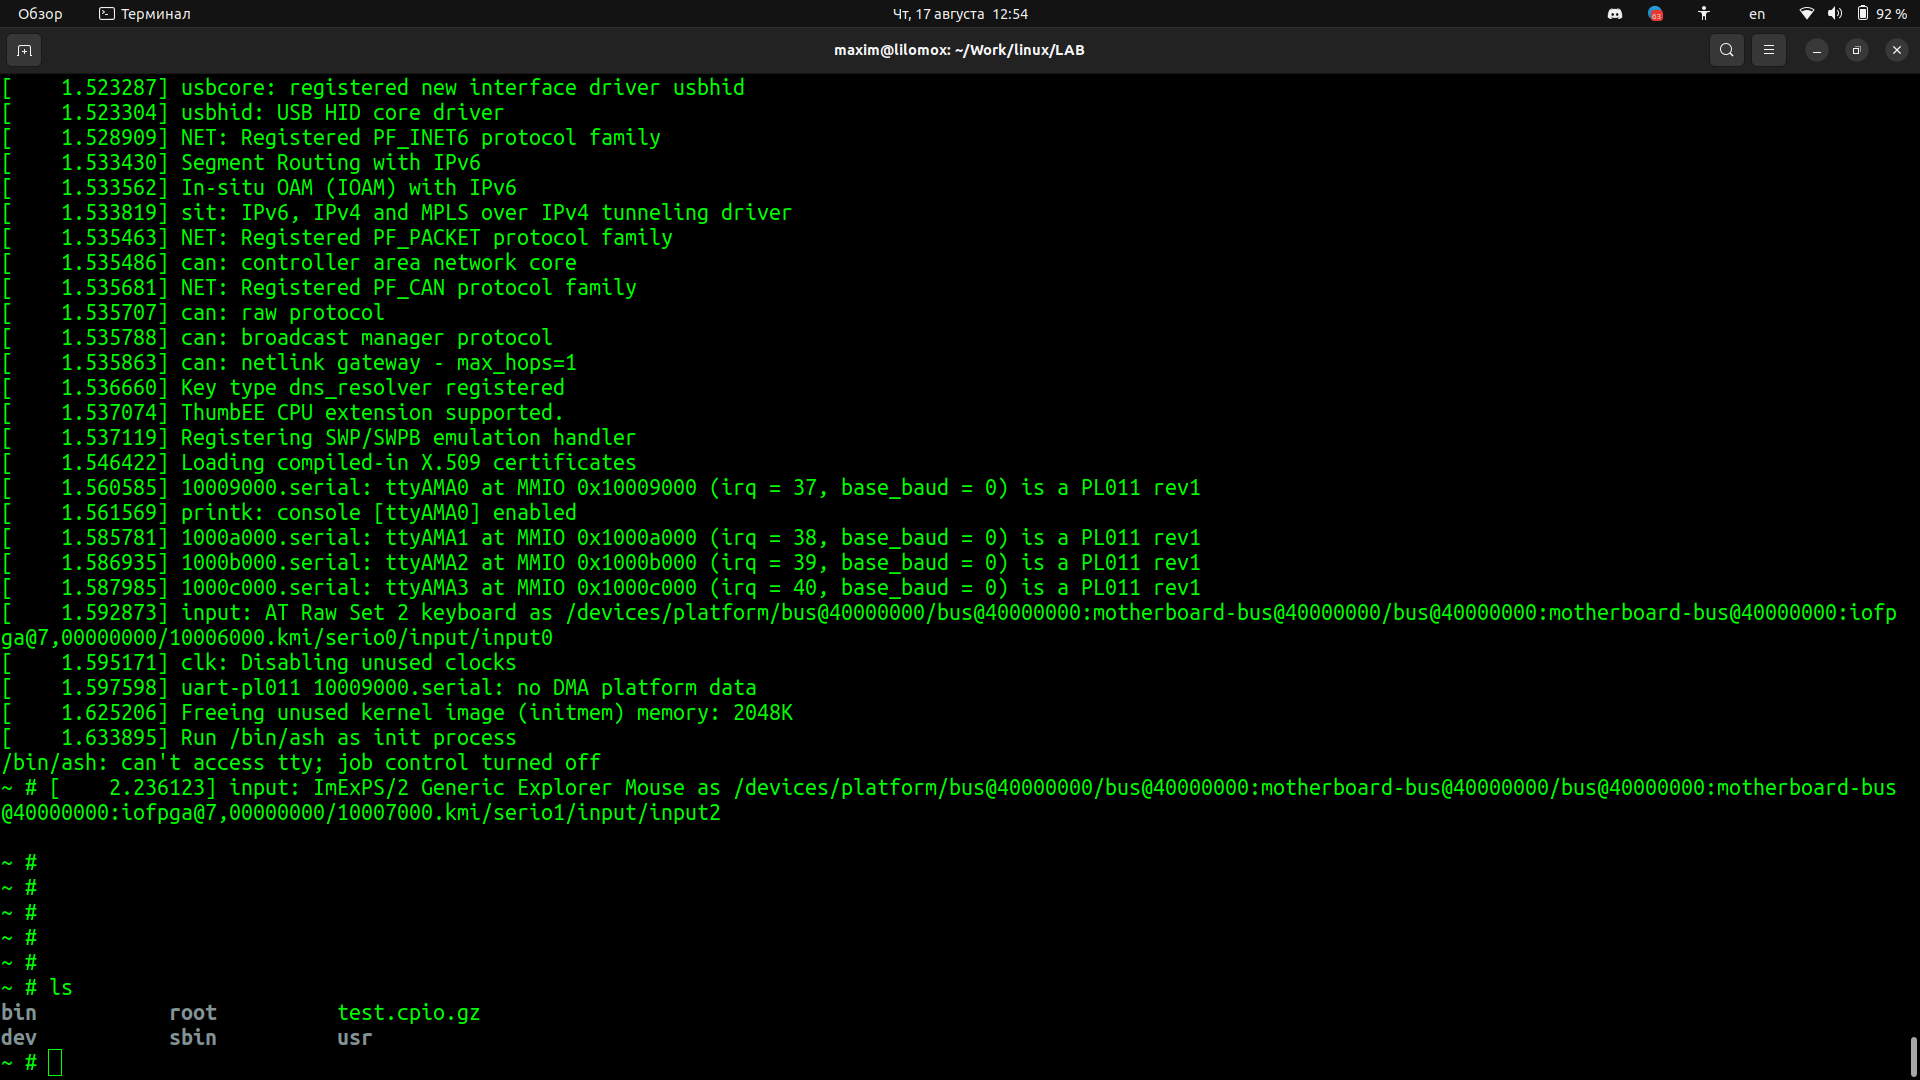 Обзор Терминал Чт, 17 августа 12:54 63 en 92 %
maxim@lilomox: ~/Work/linux/LAB
[    1.523287] usbcore: registered new interface driver usbhid
[    1.523304] usbhid: USB HID core driver
[    1.528909] NET: Registered PF_INET6 protocol family
[    1.533430] Segment Routing with IPv6
[    1.533562] In-situ OAM (IOAM) with IPv6
[    1.533819] sit: IPv6, IPv4 and MPLS over IPv4 tunneling driver
[    1.535463] NET: Registered PF_PACKET protocol family
[    1.535486] can: controller area network core
[    1.535681] NET: Registered PF_CAN protocol family
[    1.535707] can: raw protocol
[    1.535788] can: broadcast manager protocol
[    1.535863] can: netlink gateway - max_hops=1
[    1.536660] Key type dns_resolver registered
[    1.537074] ThumbEE CPU extension supported.
[    1.537119] Registering SWP/SWPB emulation handler
[    1.546422] Loading compiled-in X.509 certificates
[    1.560585] 10009000.serial: ttyAMA0 at MMIO 0x10009000 (irq = 37, base_baud = 0) is a PL011 rev1
[    1.561569] printk: console [ttyAMA0] enabled
[    1.585781] 1000a000.serial: ttyAMA1 at MMIO 0x1000a000 (irq = 38, base_baud = 0) is a PL011 rev1
[    1.586935] 1000b000.serial: ttyAMA2 at MMIO 0x1000b000 (irq = 39, base_baud = 0) is a PL011 rev1
[    1.587985] 1000c000.serial: ttyAMA3 at MMIO 0x1000c000 (irq = 40, base_baud = 0) is a PL011 rev1
[    1.592873] input: AT Raw Set 2 keyboard as /devices/platform/bus@40000000/bus@40000000:motherboard-bus@40000000/bus@40000000:motherboard-bus@40000000:iofp
ga@7,00000000/10006000.kmi/serio0/input/input0
[    1.595171] clk: Disabling unused clocks
[    1.597598] uart-pl011 10009000.serial: no DMA platform data
[    1.625206] Freeing unused kernel image (initmem) memory: 2048K
[    1.633895] Run /bin/ash as init process
/bin/ash: can't access tty; job control turned off
~ # [    2.236123] input: ImExPS/2 Generic Explorer Mouse as /devices/platform/bus@40000000/bus@40000000:motherboard-bus@40000000/bus@40000000:motherboard-bus
@40000000:iofpga@7,00000000/10007000.kmi/serio1/input/input2
~ #
~ #
~ #
~ #
~ #
~ # ls
bin           root          test.cpio.gz
dev           sbin          usr
~ #